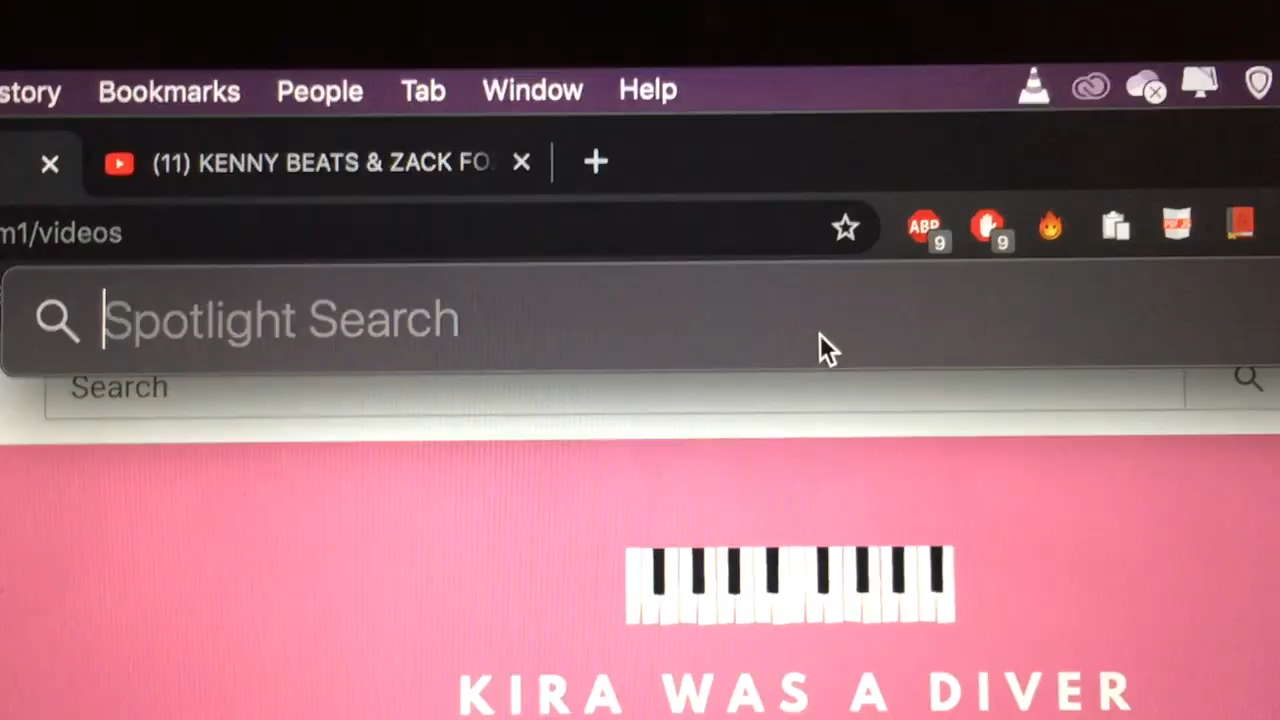 story Bookmarks People Tab Window Help
(11) KENNY BEATS & ZACK FO
m1/videos
ABP 9 9
Spotlight Search
Search
KIRA WAS A DIVER